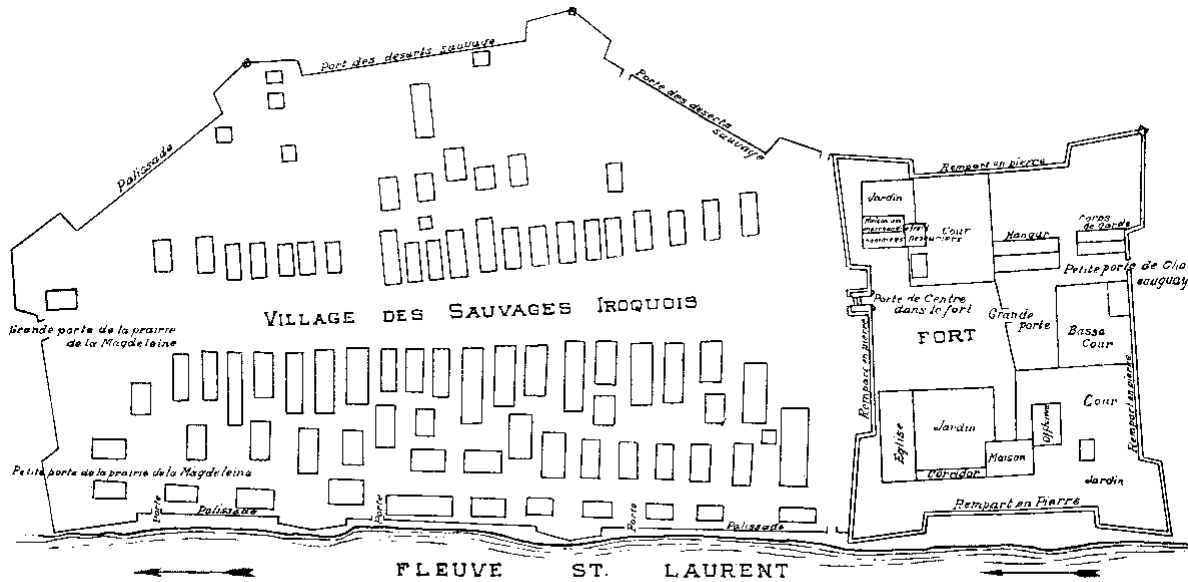 Port des deserts sauvage
Porte des deserts
sauvage
Palissade
Rempart en pierre
Jardin
Maison
Cour
Hangar
Corps
de Garde
Petite porte de Cha
eauguay
Porte de Centre
dans le fort
Grande
porte
VILLAGE DES SAUVAGES IROQUOIS
Grande porte de la prairie
de la Magdeleine
FORT
Basse
Cour
Rempart en pierre
Rempart en pierre
Cour
Eglise
Jardin
Offisine
Maison
Corridor
Jardin
Petite porte de la prairie de la Magdeleine
Rempart en Pierre
Porte
Palissade
Porte
Porte
Palissade
FLEUVE ST. LAURENT